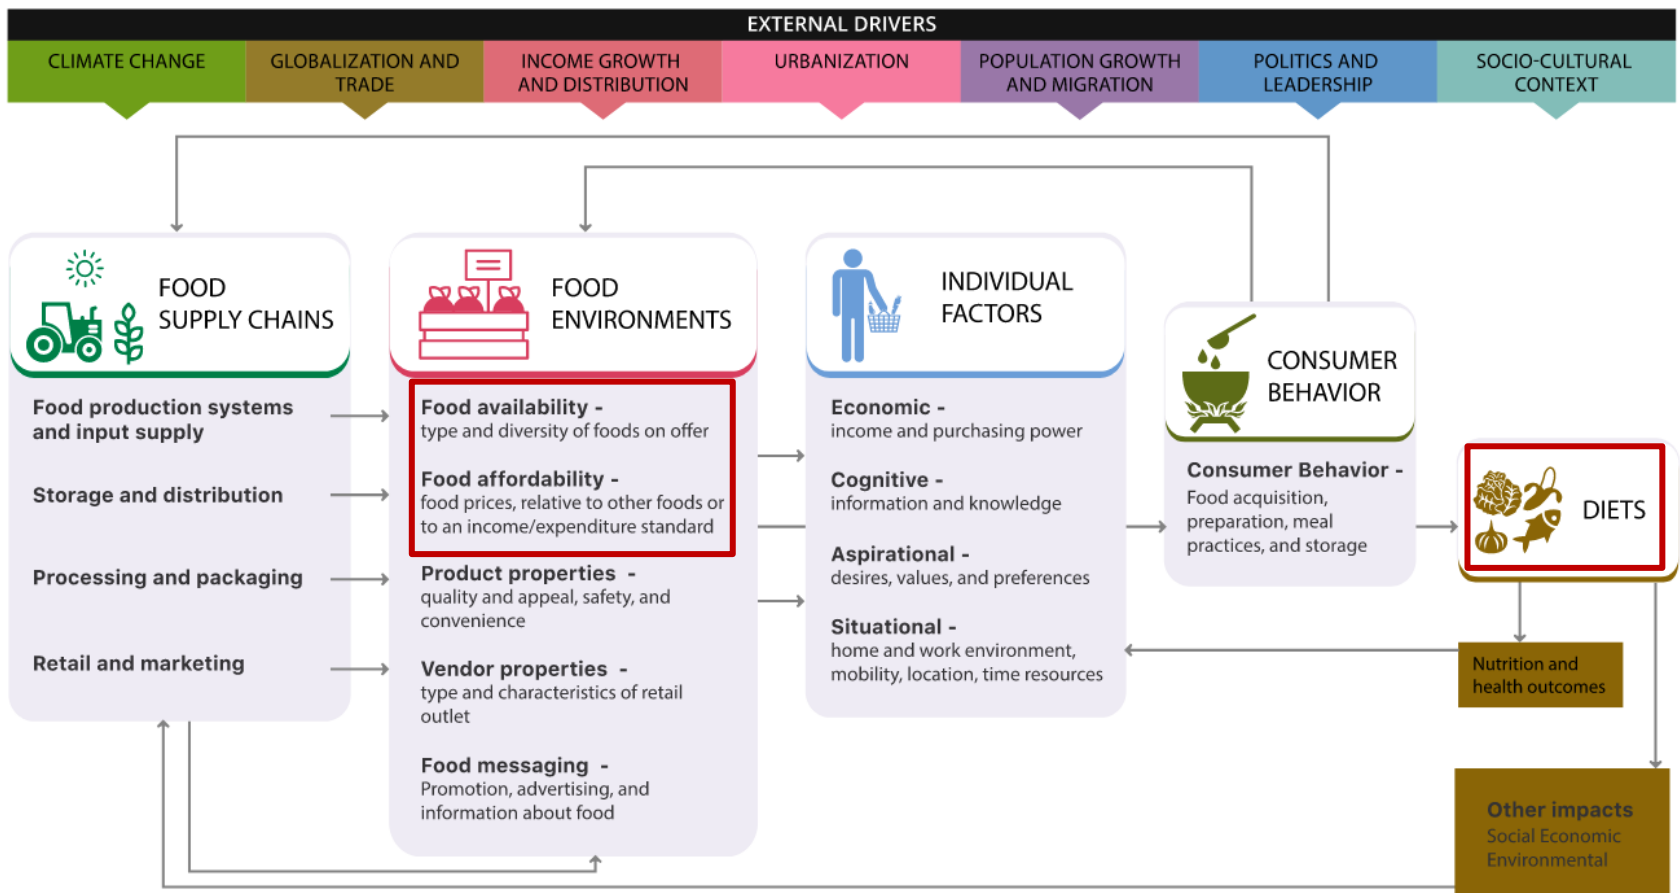 EXTERNAL DRIVERS
CLIMATE CHANGE
GLOBALIZATION AND
TRADE
INCOME GROWTH
AND DISTRIBUTION
URBANIZATION
POPULATION GROWTH
AND MIGRATION
POLITICS AND
LEADERSHIP
SOCIO-CULTURAL
CONTEXT
FOOD
SUPPLY CHAINS
Food production systems
and input supply
Storage and distribution
Processing and packaging
Retail and marketing
FOOD
ENVIRONMENTS
Food availability -
type and diversity of foods on offer
Food affordability -
food prices, relative to other foods or
to an income/expenditure standard
Product properties -
quality and appeal, safety, and
convenience
Vendor properties -
type and characteristics of retail
outlet
Food messaging -
Promotion, advertising, and
information about food
INDIVIDUAL
FACTORS
Economic -
income and purchasing power
Cognitive -
information and knowledge
Aspirational -
desires, values, and preferences
Situational -
home and work environment,
mobility, location, time resources
CONSUMER
BEHAVIOR
Consumer Behavior -
Food acquisition,
preparation, meal
practices, and storage
DIETS
Nutrition and
health outcomes
Other impacts
Social Economic
Environmental